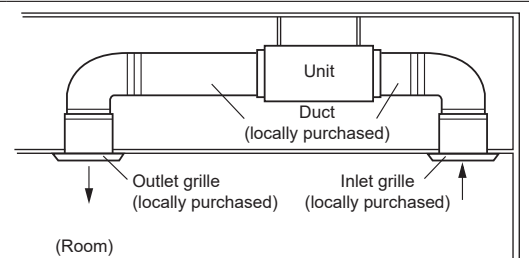 Unit
Duct
(locally purchased)
Outlet grille
(locally purchased)
Inlet grille
(locally purchased)
(Room)